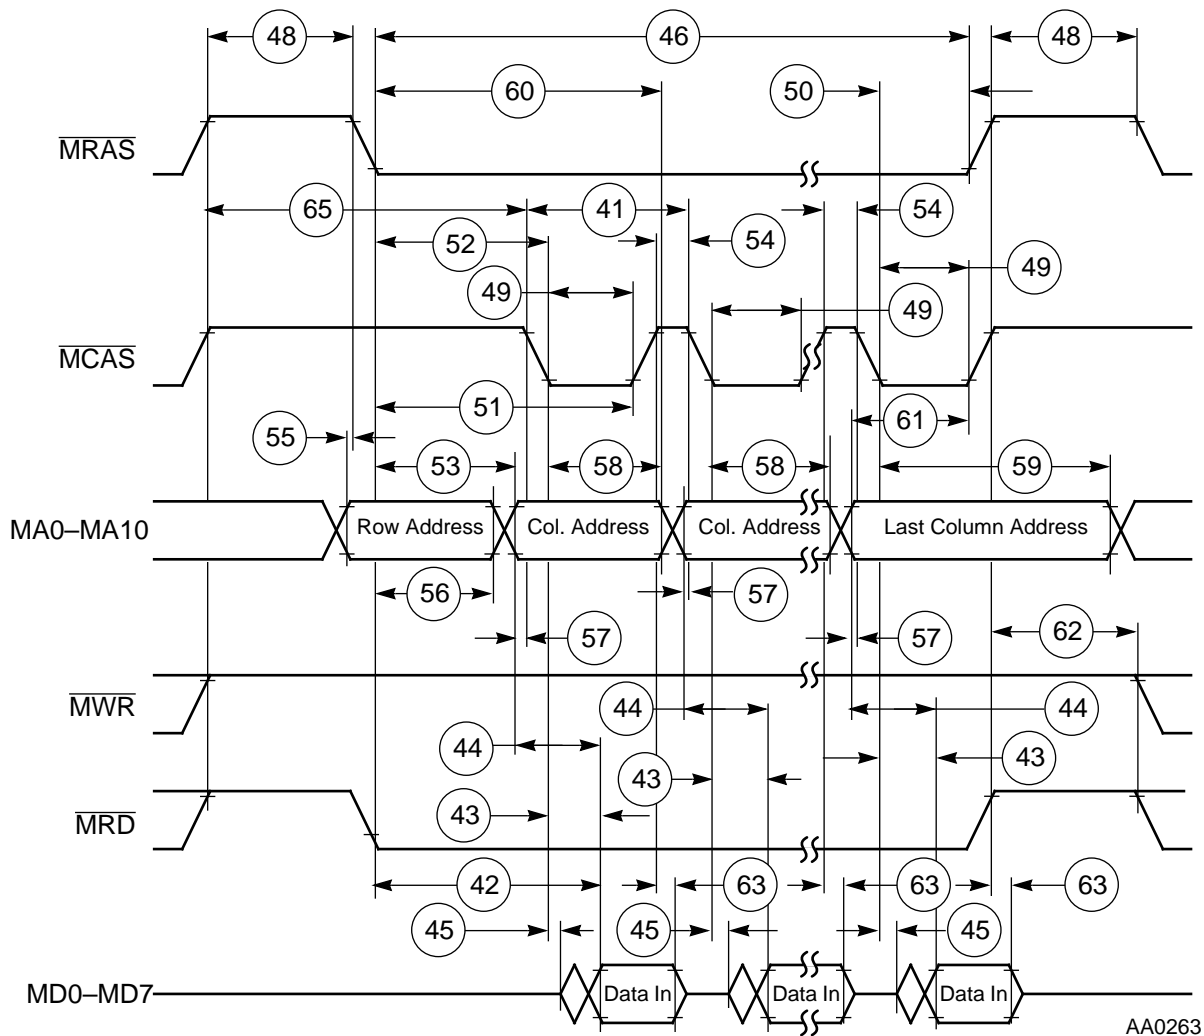 48 46 48
60 50
MRAS
65 41 54
52 54
49 49
49
MCAS
51 61
55
53 58 58 59
MA0–MA10 Row Address Col. Address Col. Address Last Column Address
56 57
57 57 62
MWR
44 44
44 43
43 43
MRD
42 63 63 63
45 45 45
MD0–MD7 Data In Data In Data In
AA0263